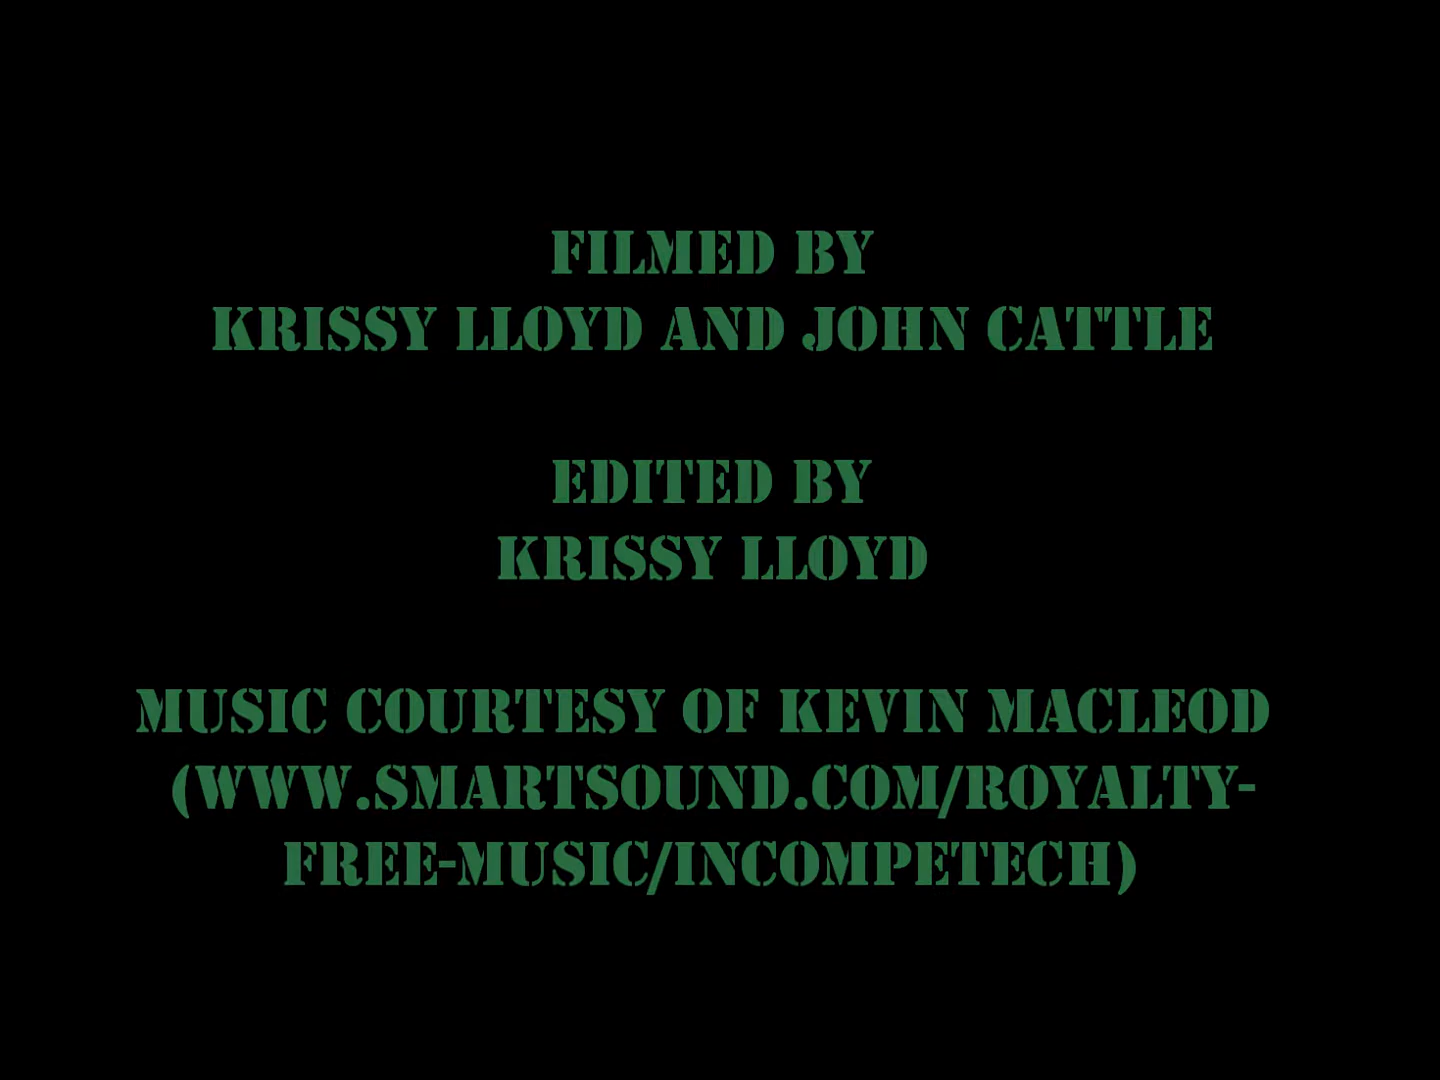 FILMED BY
KRISSY LLOYD AND JOHN CATTLE
EDITED BY
KRISSY LLOYD
MUSIC COURTESY OF KEVIN MACLEOD
(WWW.SMARTSOUND.COM/ROYALTY-
FREE-MUSIC/INCOMPETECH)